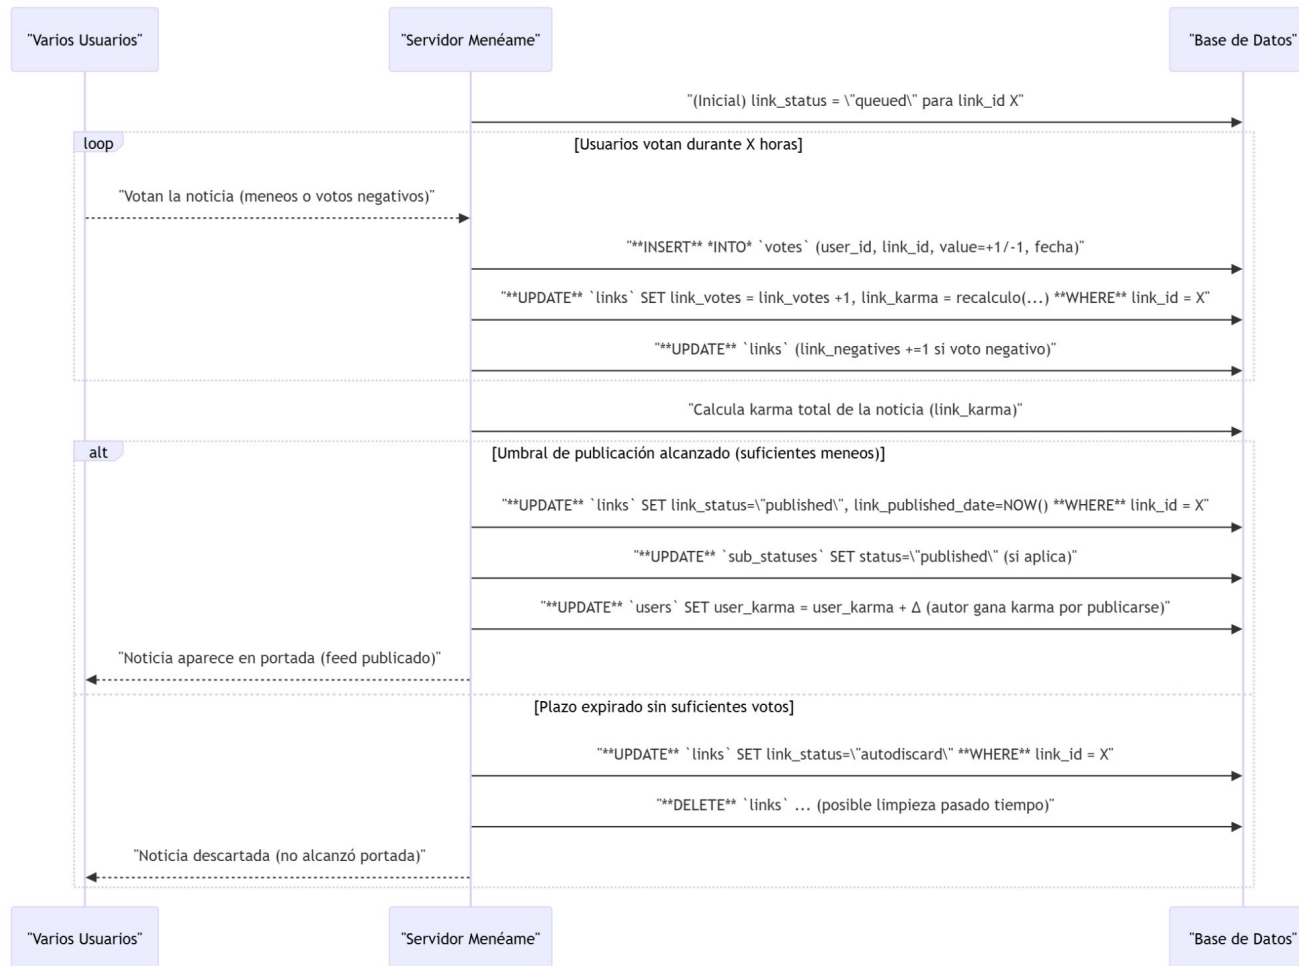 "Varios Usuarios"
"Servidor Menéame"
"Base de Datos"
"(Inicial) link_status = \"queued\" para link_id X"
loop
[Usuarios votan durante X horas]
"Votan la noticia (meneos o votos negativos)"
"**INSERT** *INTO* `votes` (user_id, link_id, value=+1/-1, fecha)"
"**UPDATE** `links` SET link_votes = link_votes +1, link_karma = recalculo(...) **WHERE** link_id = X"
"**UPDATE** `links` (link_negatives +=1 si voto negativo)"
"Calcula karma total de la noticia (link_karma)"
alt
[Umbral de publicación alcanzado (suficientes meneos)]
"**UPDATE** `links` SET link_status=\"published\", link_published_date=NOW() **WHERE** link_id = X"
"**UPDATE** `sub_statuses` SET status=\"published\" (si aplica)"
"**UPDATE** `users` SET user_karma = user_karma + Δ (autor gana karma por publicarse)"
"Noticia aparece en portada (feed publicado)"
[Plazo expirado sin suficientes votos]
"**UPDATE** `links` SET link_status=\"autodiscard\" **WHERE** link_id = X"
"**DELETE** `links` ... (posible limpieza pasado tiempo)"
"Noticia descartada (no alcanzó portada)"
"Varios Usuarios"
"Servidor Menéame"
"Base de Datos"